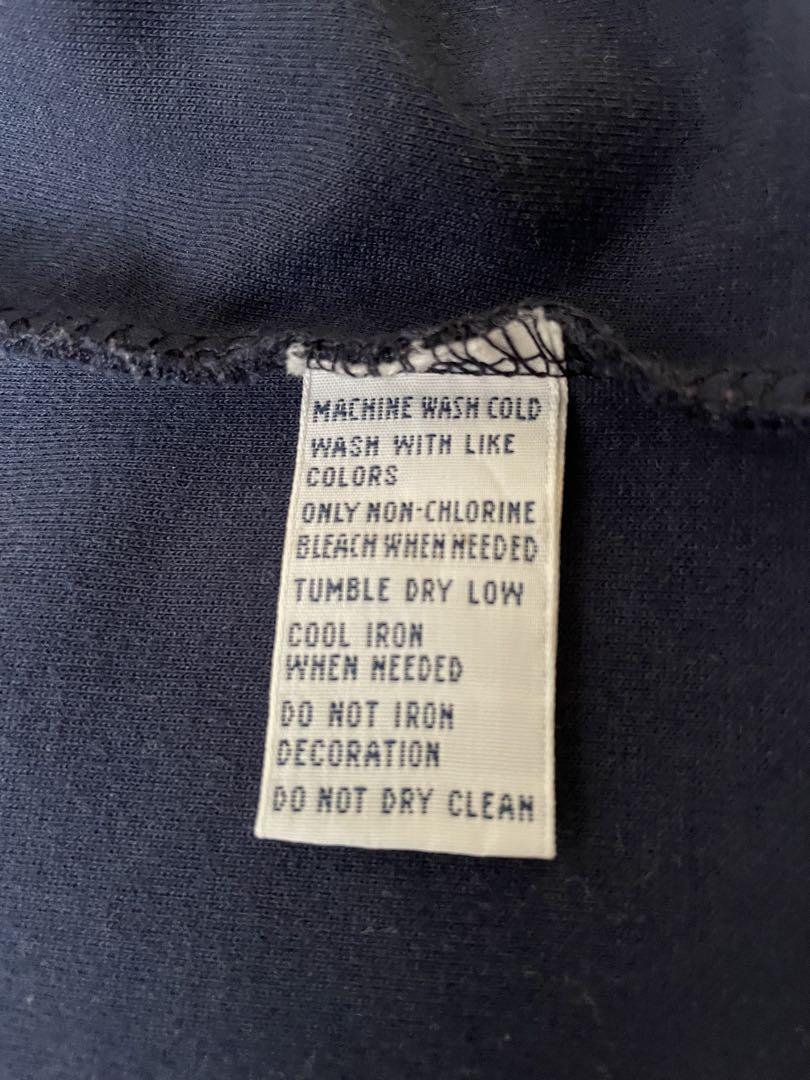 MACHINE WASH COLD
WASH WITH LIKE
COLORS
ONLY NON-CHLORINE
BLEACH WHEN NEEDED
TUMBLE DRY LOW
COOL IRON
WHEN NEEDED
DO NOT IRON
DECORATION
DO NOT DRY CLEAN